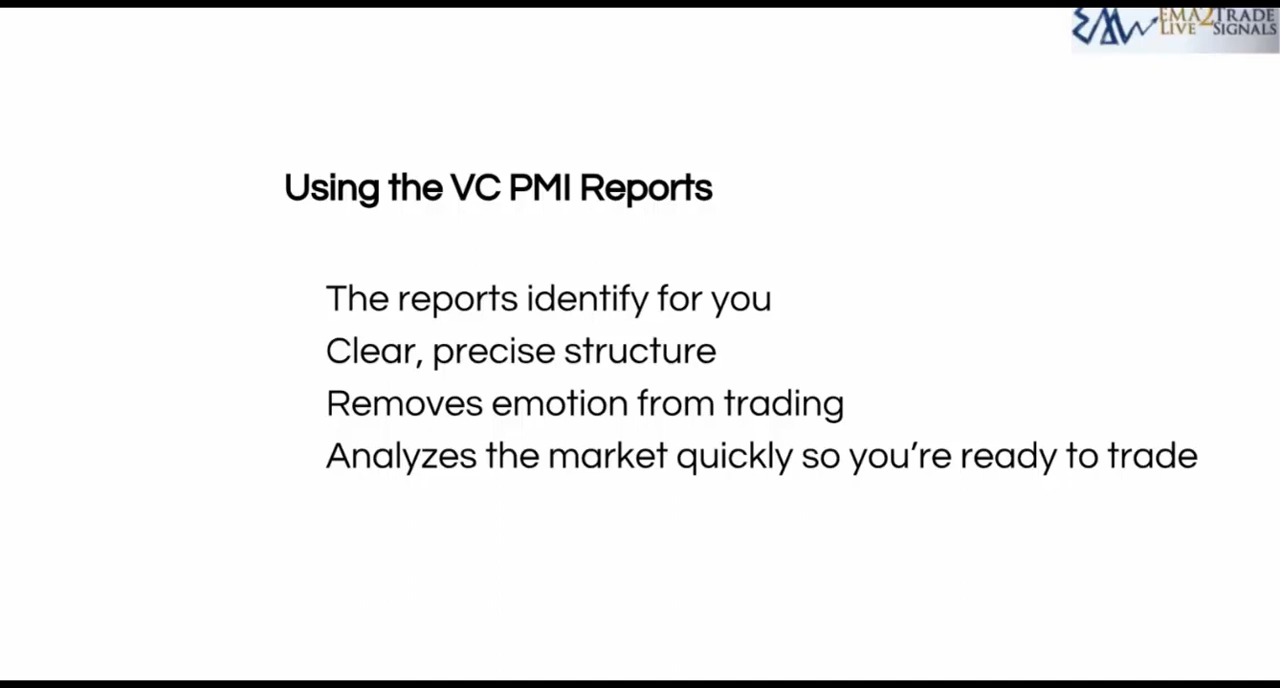 EMA2TRADE
LIVE SIGNALS
Using the VC PMI Reports
The reports identify for you
Clear, precise structure
Removes emotion from trading
Analyzes the market quickly so you're ready to trade